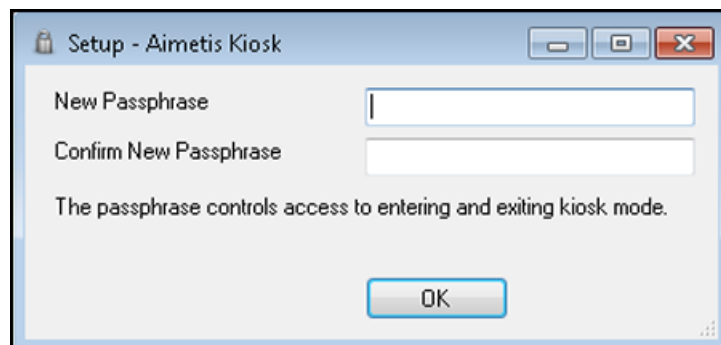 Setup - Aimetis Kiosk
New Passphrase
Confirm New Passphrase
The passphrase controls access to entering and exiting kiosk mode.
OK